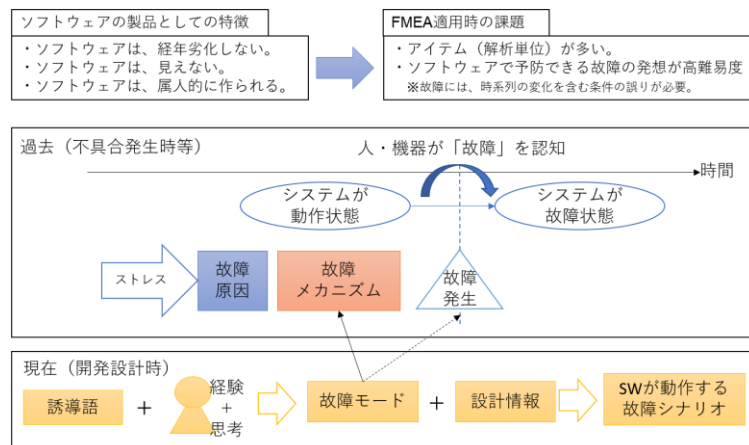 ソフトウェアの製品としての特徴
・ソフトウェアは、経年劣化しない。
・ソフトウェアは、見えない。
・ソフトウェアは、属人的に作られる。
FMEA適用時の課題
・アイテム（解析単位）が多い。
・ソフトウェアで予防できる故障の発想が高難易度
※故障には、時系列の変化を含む条件の誤りが必要。
過去（不具合発生時等）
人・機器が「故障」を認知
時間
システムが
動作状態
システムが
故障状態
ストレス
故障
原因
故障
メカニズム
故障
発生
現在（開発設計時）
誘導語
+
経験
+
思考
故障モード
+
設計情報
SWが動作する
故障シナリオ